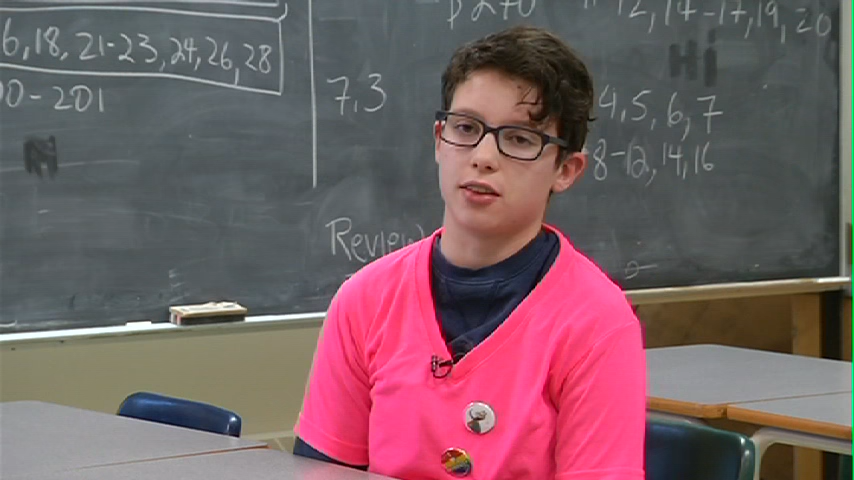 6, 18, 21-23, 24, 26, 28
00-201
7,3
Review
p270
12, 14-17, 19, 20
Hi
4, 5, 6, 7
8-12, 14, 16